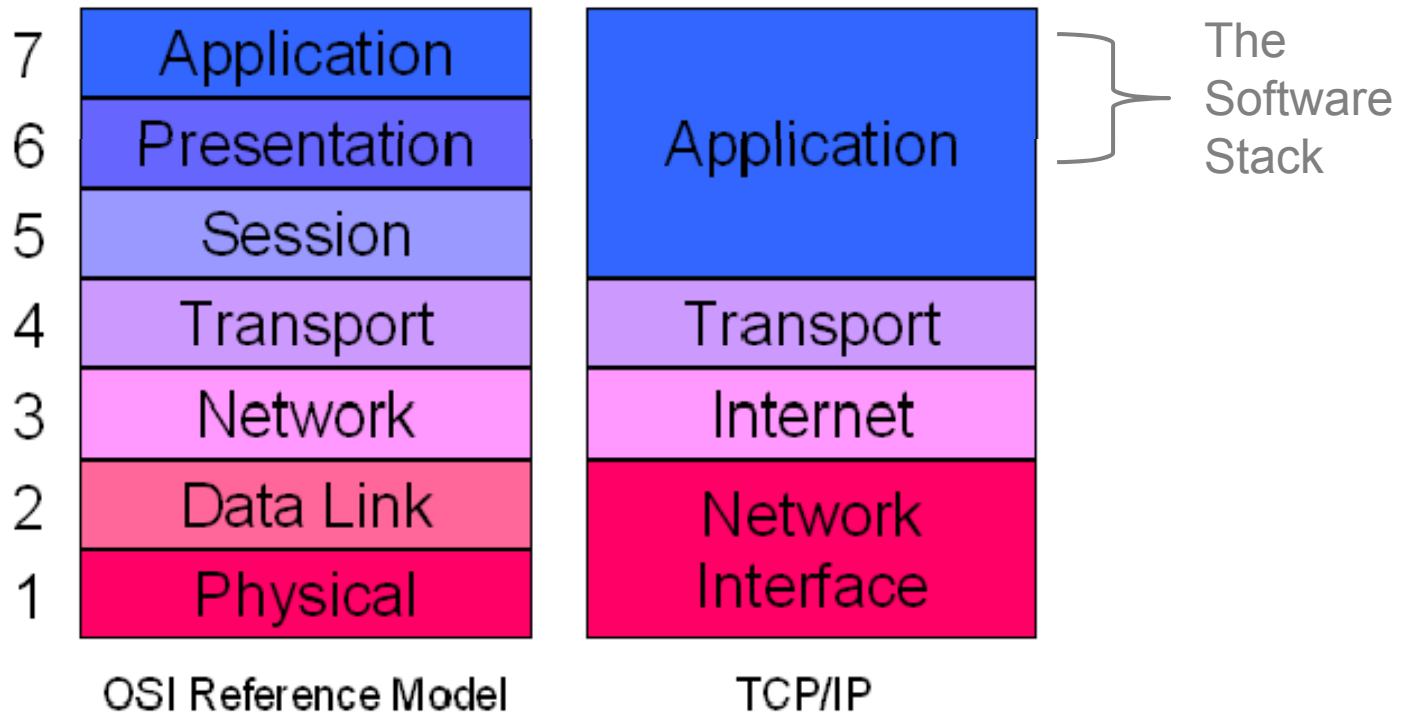 7
Application
6
Presentation
5
Session
4
Transport
3
Network
2
Data Link
1
Physical
OSI Reference Model
Application
Transport
Internet
Network
Interface
TCP/IP
The
Software
Stack